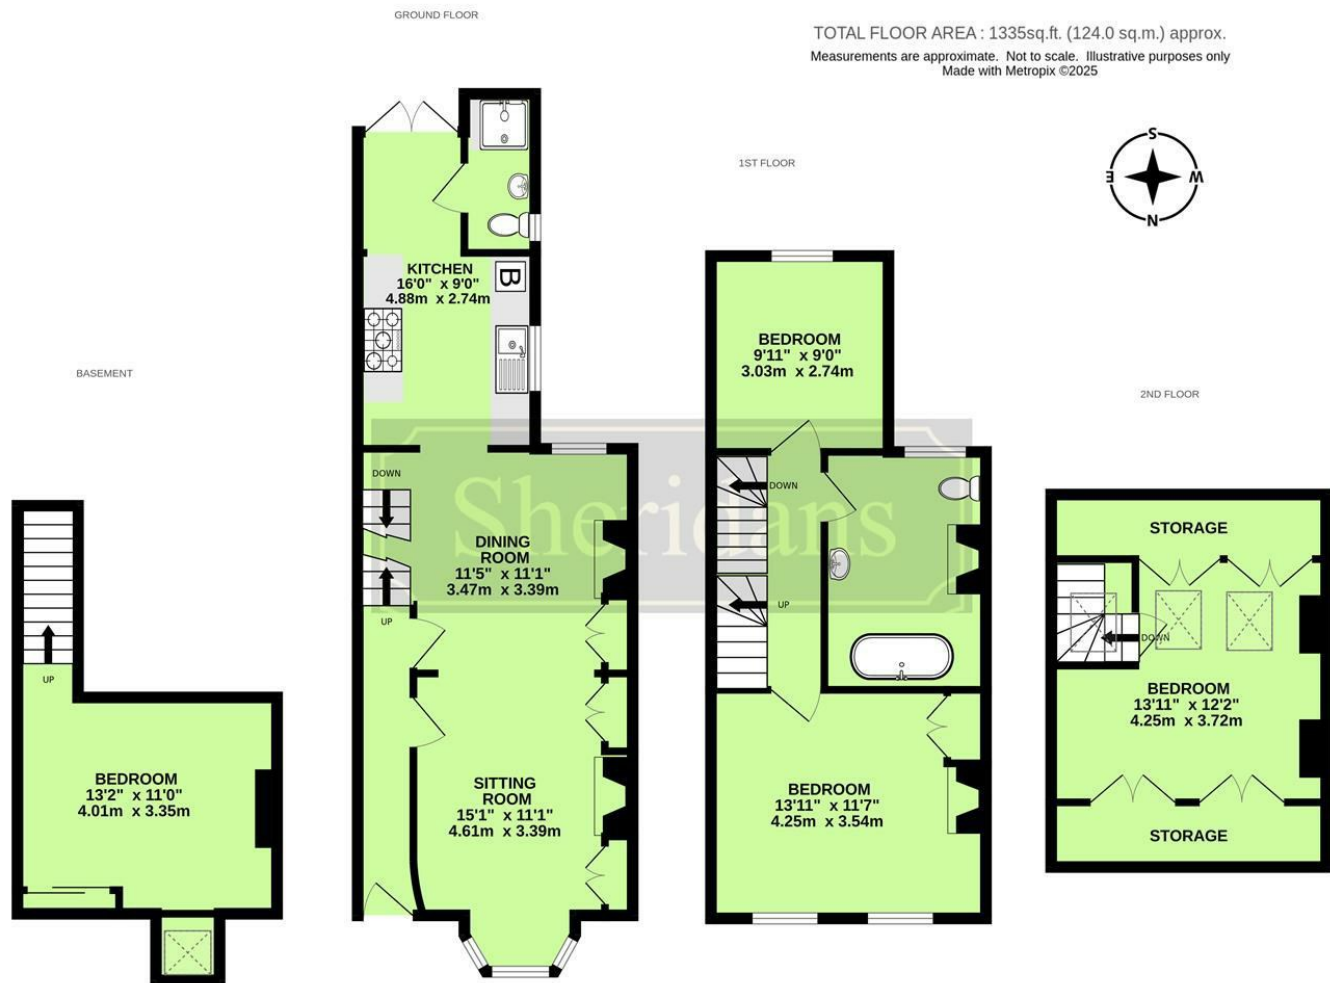 GROUND FLOOR
TOTAL FLOOR AREA : 1335sq.ft. (124.0 sq.m.) approx.
Measurements are approximate. Not to scale. Illustrative purposes only
Made with Metropix ©2025
S
E
W
N
1ST FLOOR
KITCHEN
16'0" x 9'0"
4.88m x 2.74m
B
BASEMENT
BEDROOM
9'11" x 9'0"
3.03m x 2.74m
2ND FLOOR
Sheridans
DOWN
UP
DINING
ROOM
11'5" x 11'1"
3.47m x 3.39m
DOWN
UP
STORAGE
DOWN
BEDROOM
13'11" x 12'2"
4.25m x 3.72m
STORAGE
UP
BEDROOM
13'2" x 11'0"
4.01m x 3.35m
SITTING
ROOM
15'1" x 11'1"
4.61m x 3.39m
BEDROOM
13'11" x 11'7"
4.25m x 3.54m